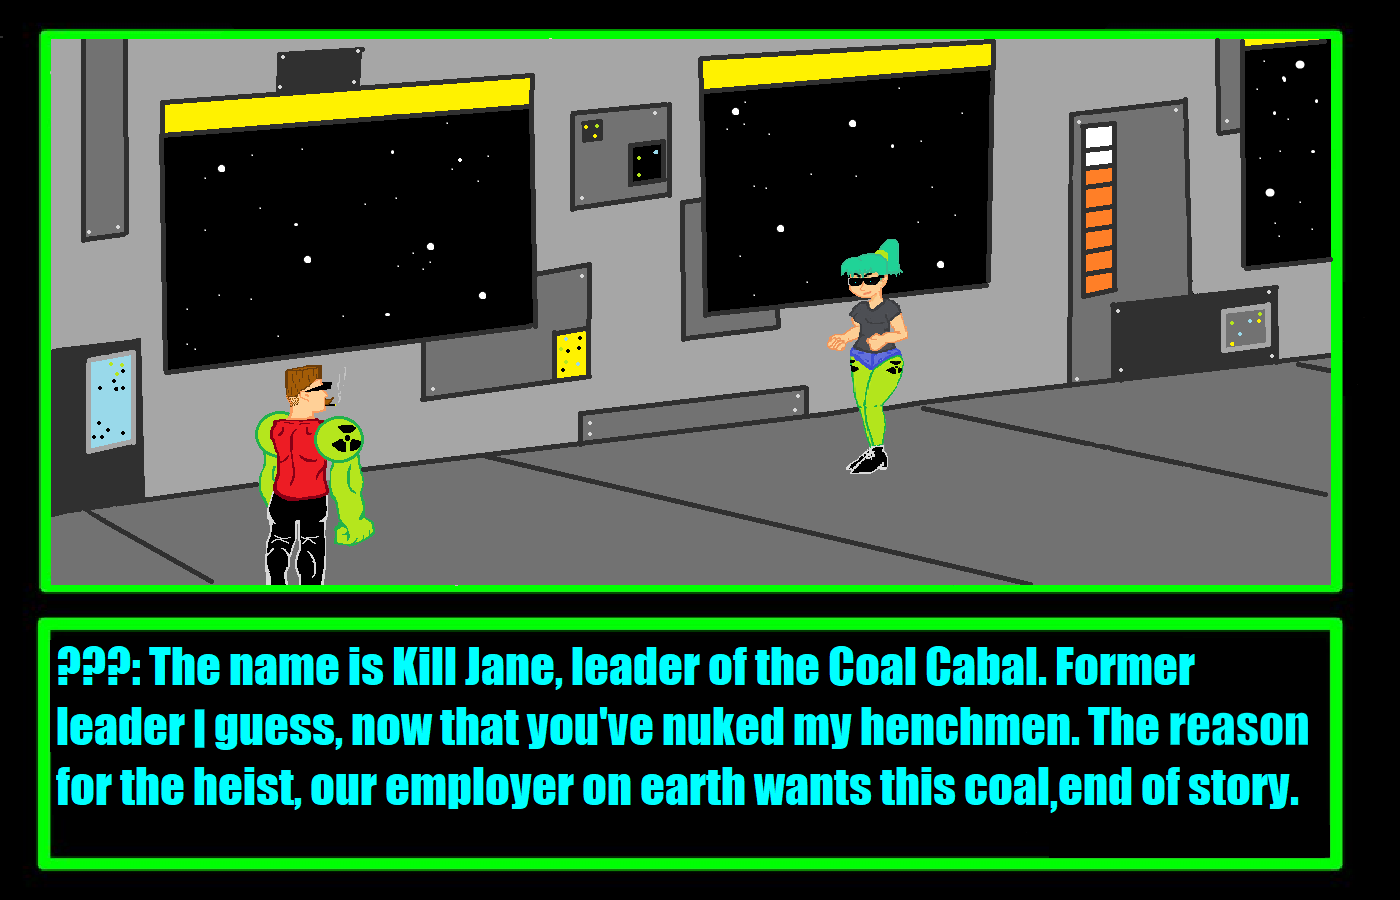 ???: The name is Kill Jane, leader of the Coal Cabal. Former
leader I guess, now that you've nuked my henchmen. The reason
for the heist, our employer on earth wants this coal,end of story.